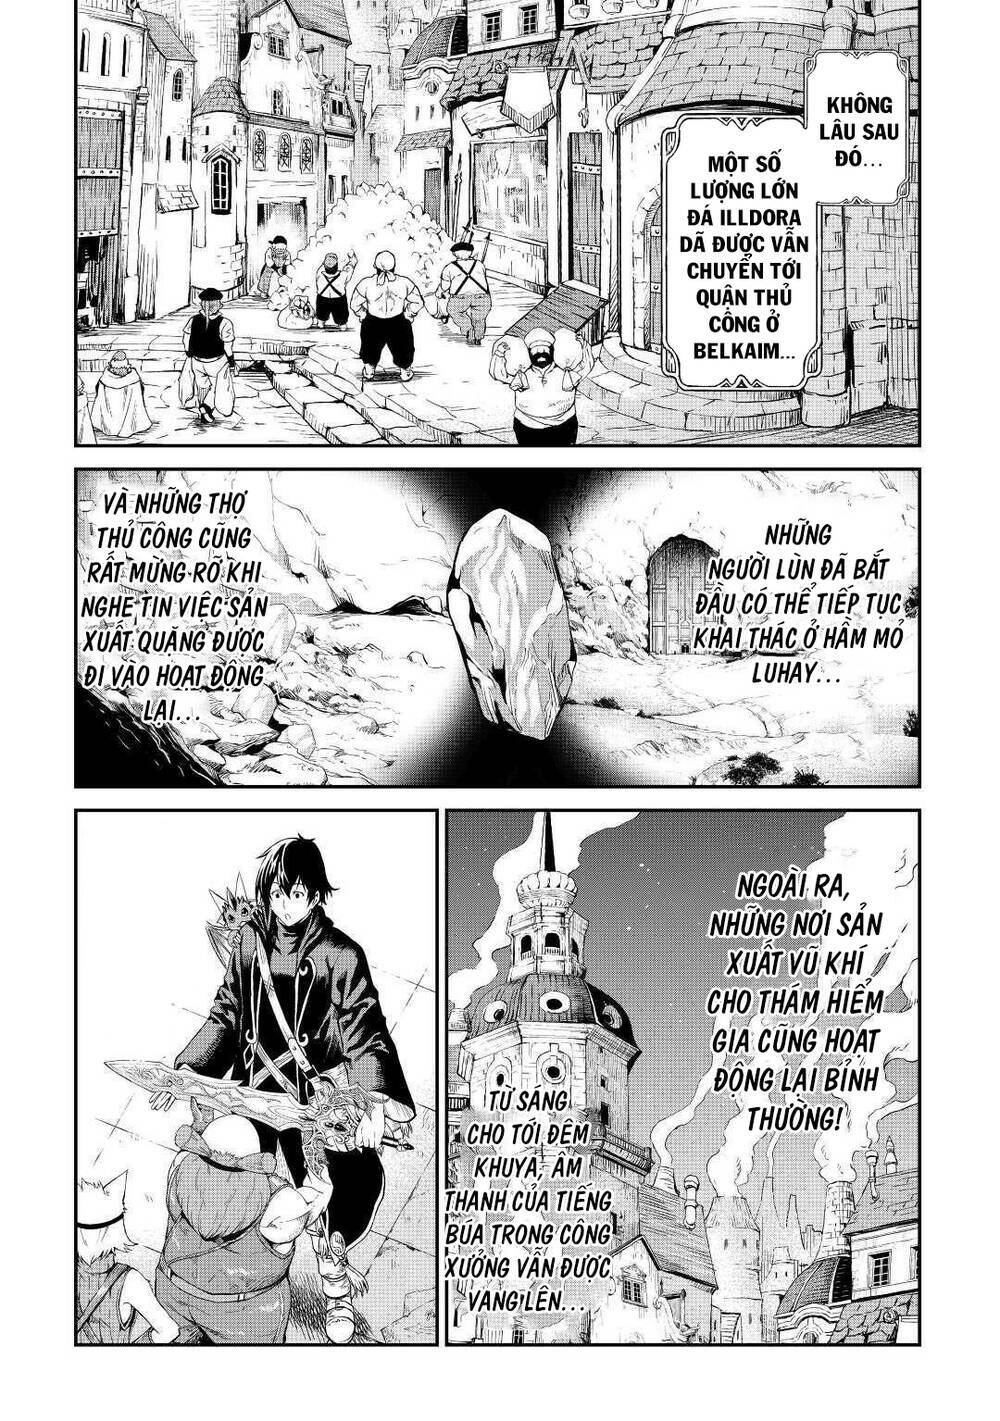 KHÔNG
LÂU SAU
ĐÓ...
MỘT SỐ
LƯỢNG LỚN
ĐÁ ILLDORA
DÃ ĐƯỢC VẪN
CHUYỂN TỚI
QUẬN THỦ
CÔNG Ở
BELKAIM...
NHỮNG
NGƯỜI LÙN ĐÃ BẮT
ĐẦU CÓ THỂ TIẾP TỤC
KHAI THÁC Ở HẦM MỎ
LUHAY...
VÀ NHỮNG THỢ
THỦ CÔNG CŨNG
RẤT MỪNG RỠ KHI
NGHE TIN VIỆC SẢN
XUẤT QUẶNG ĐƯỢC
ĐI VÀO HOẠT ĐỘNG
LẠI...
NGOÀI RA,
NHỮNG NƠI SẢN
XUẤT VŨ KHÍ
CHO THÁM HIỂM
GIA CŨNG HOẠT
ĐỘNG LẠI BỈNH
THƯỜNG!
TỪ SÁNG
CHO TỚI ĐÊM
KHUYA, ÂM
THANH CỦA TIẾNG
BÚA TRONG CÔNG
XƯỞNG VẪN ĐƯỢC
VANG LÊN...